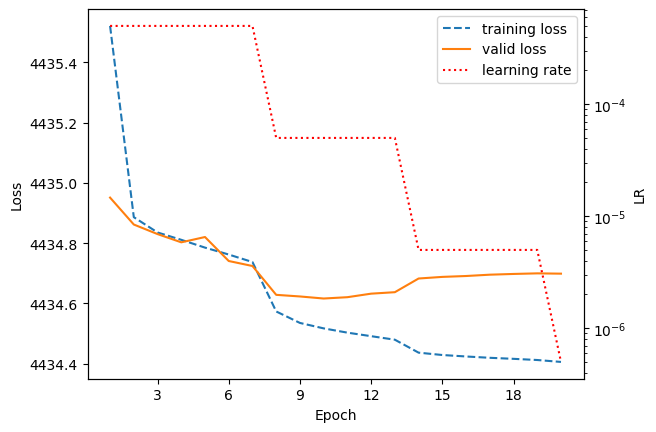 training loss
valid loss
learning rate
4435.4
4435.2
4435.0
4434.8
4434.6
4434.4
Loss
10⁻⁴
10⁻⁵
10⁻⁶
LR
3
6
9
12
15
18
Epoch